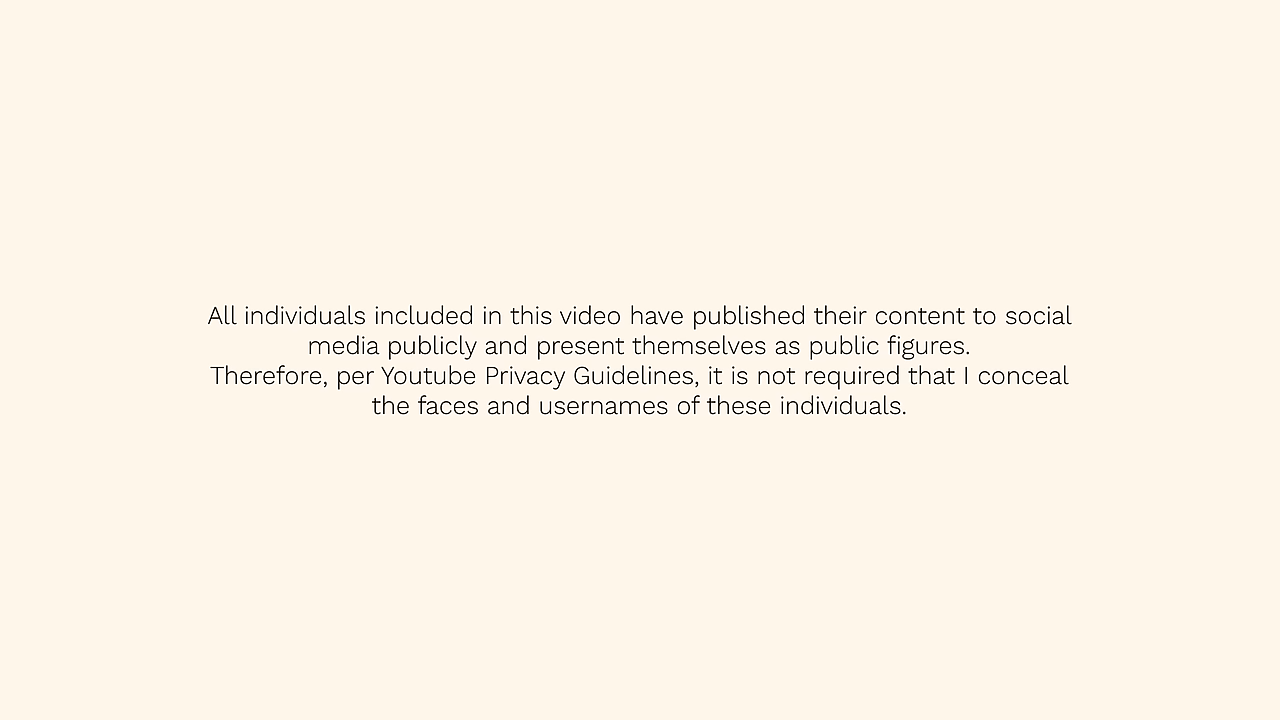 All individuals included in this video have published their content to social
media publicly and present themselves as public figures.
Therefore, per Youtube Privacy Guidelines, it is not required that I conceal
the faces and usernames of these individuals.